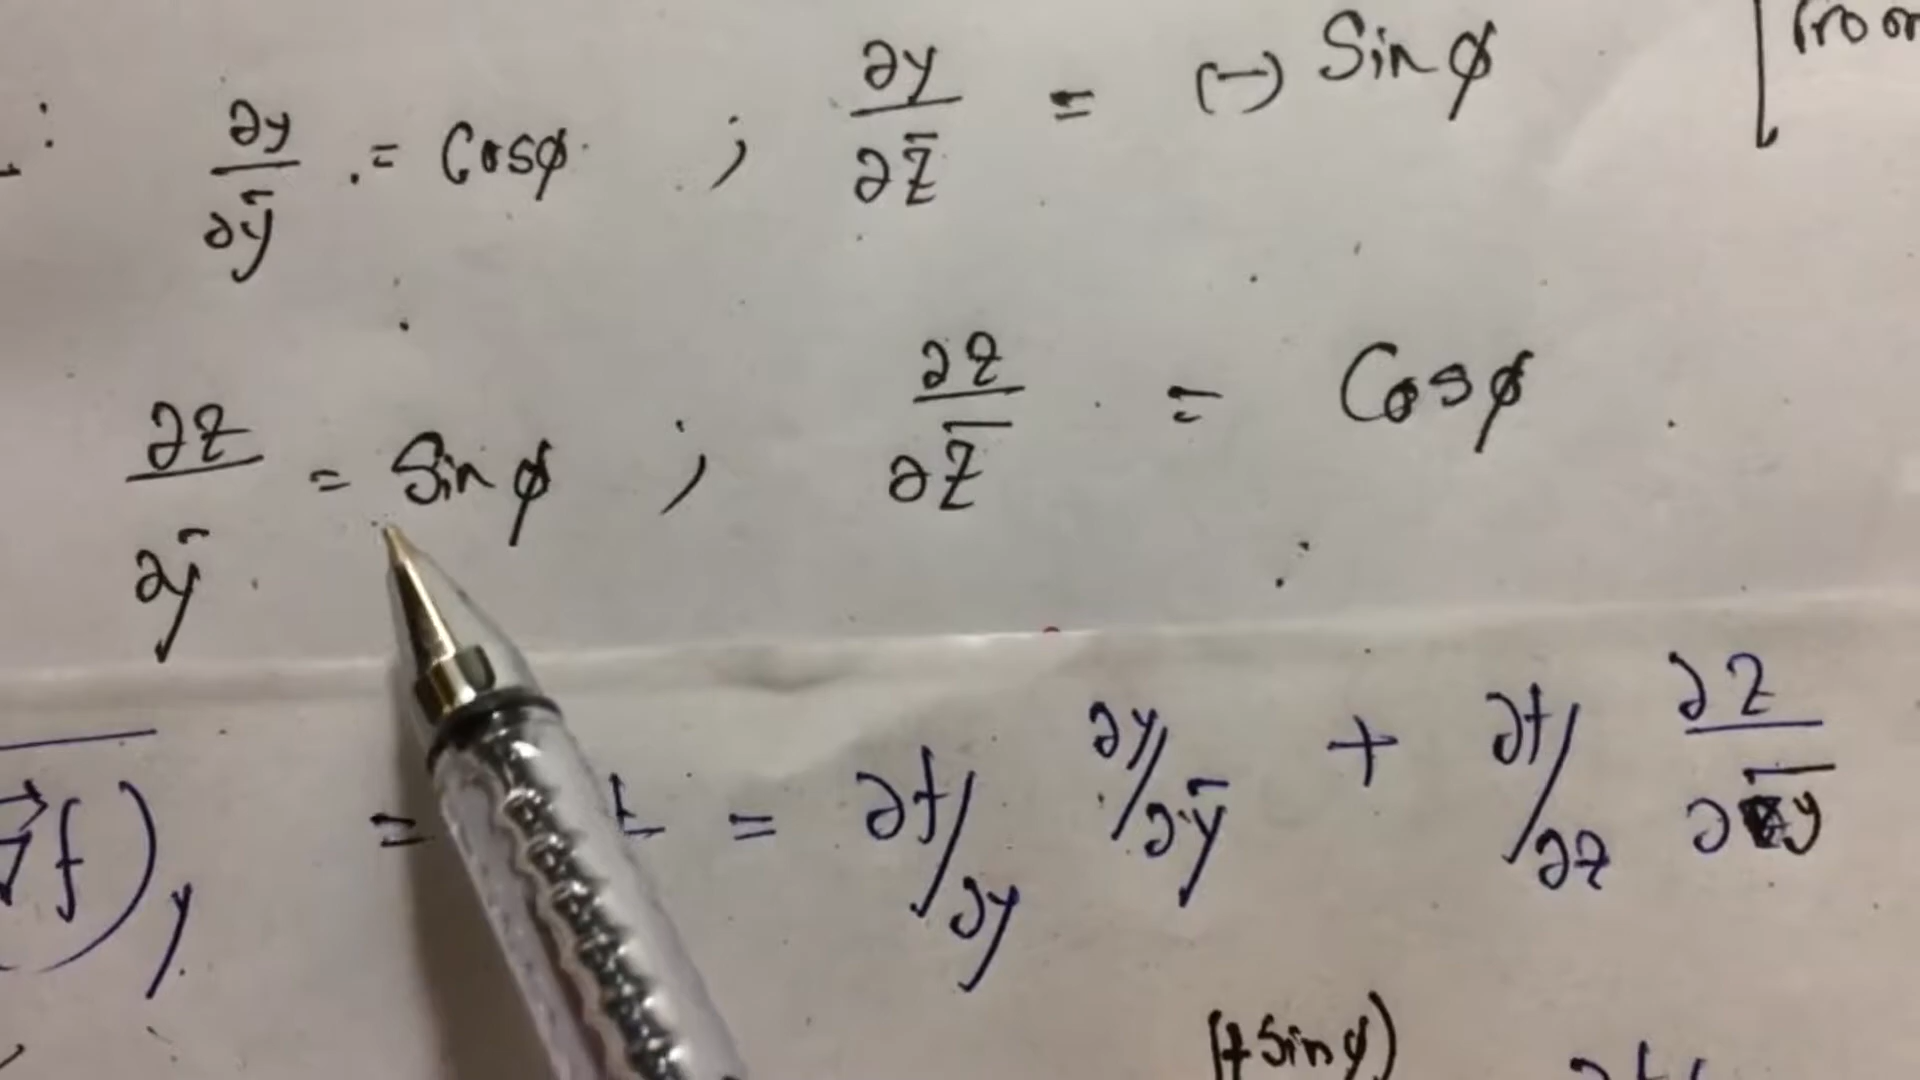 ∂y/∂ȳ = Cosφ ; ∂y/∂z̄ = (-) Sinφ
∂z/∂ȳ = Sinφ ; ∂z/∂z̄ = Cosφ
f)y = = ∂f/∂y ∂y/∂ȳ + ∂f/∂z ∂z/∂ȳ
(+Sinφ)